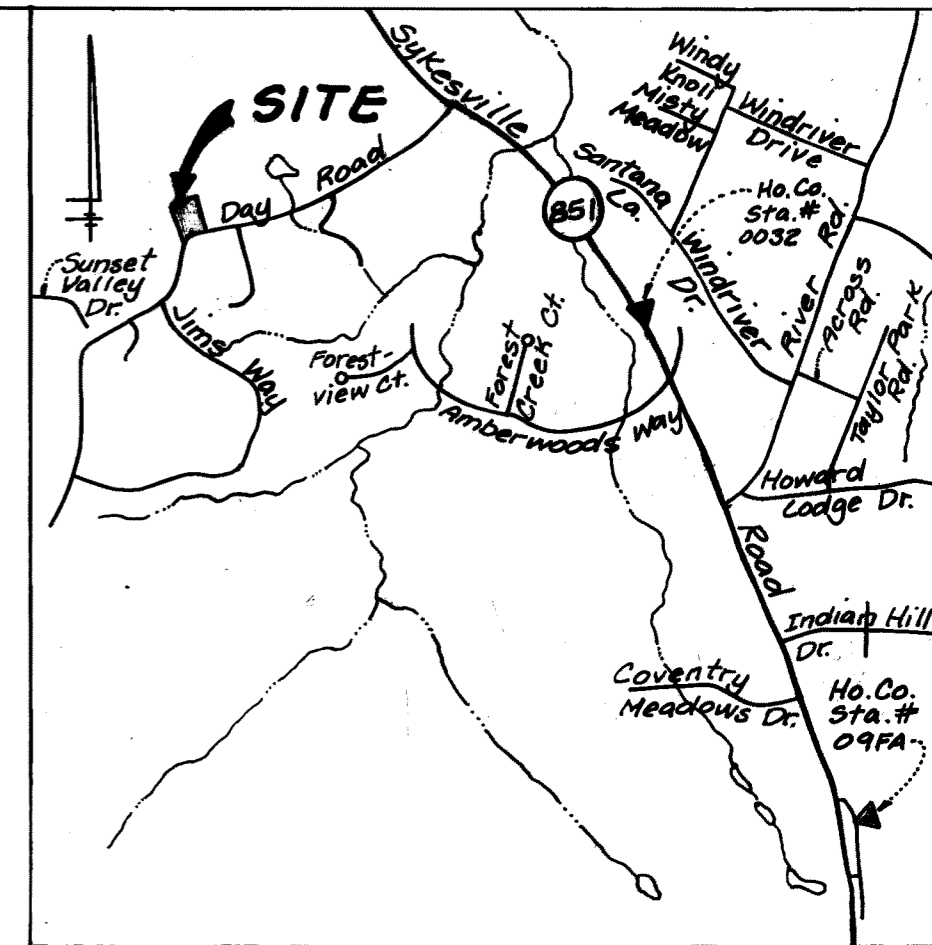 SITE
Sykesville
Day Road
Sunset
Valley
Dr.
Jims Way
Forest-
view Ct.
Forest
Creek Ct.
Amberwoods Way
851
Windy
Knoll
Misty
Meadow
Windriver
Drive
Santana
La.
Ho.Co.
Sta.#
0032
Windriver
Dr.
River Rd.
Across
Rd.
Taylor Park
Rd.
Howard
Lodge Dr.
Road
Indian Hill
Dr.
Coventry
Meadows Dr.
Ho.Co.
Sta.#
09FA